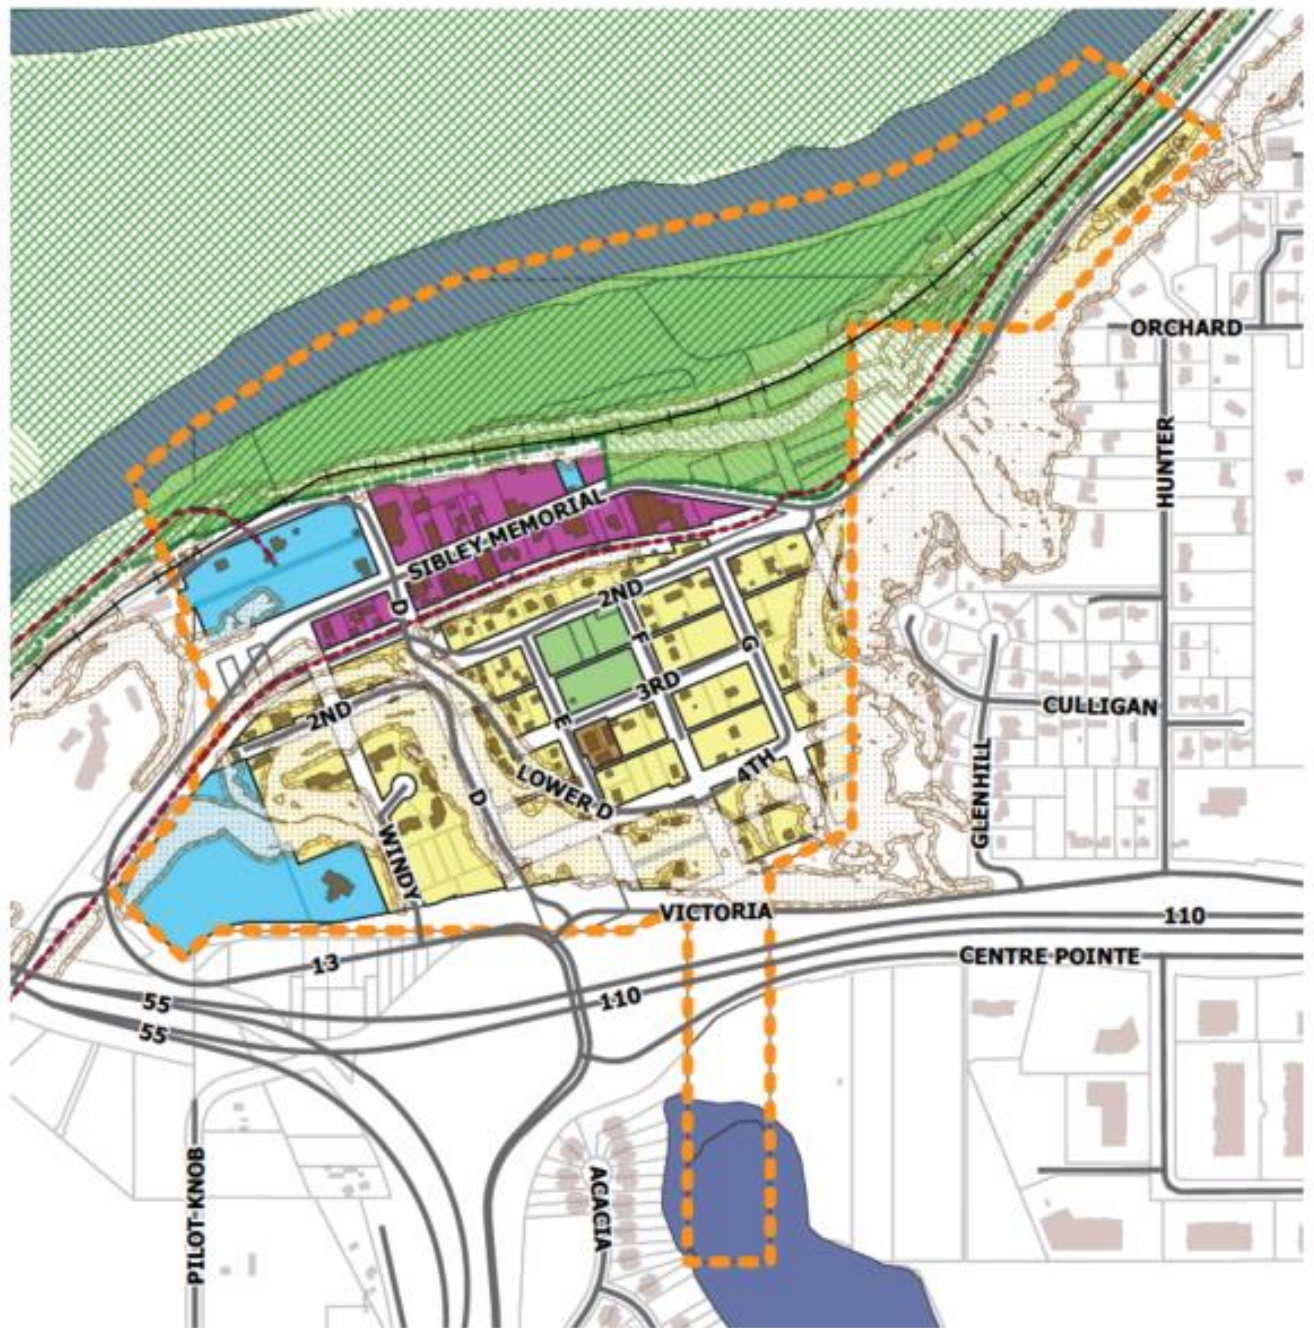 ORCHARD
HUNTER
SIBLEY-MEMORIAL
D
2ND
F
G
3RD
E
2ND
LOWER D
4TH
D
WINDY
CULLIGAN
GLENHILL
VICTORIA
110
CENTRE POINTE
13
110
55
55
PILOT-KNOB
ACACIA